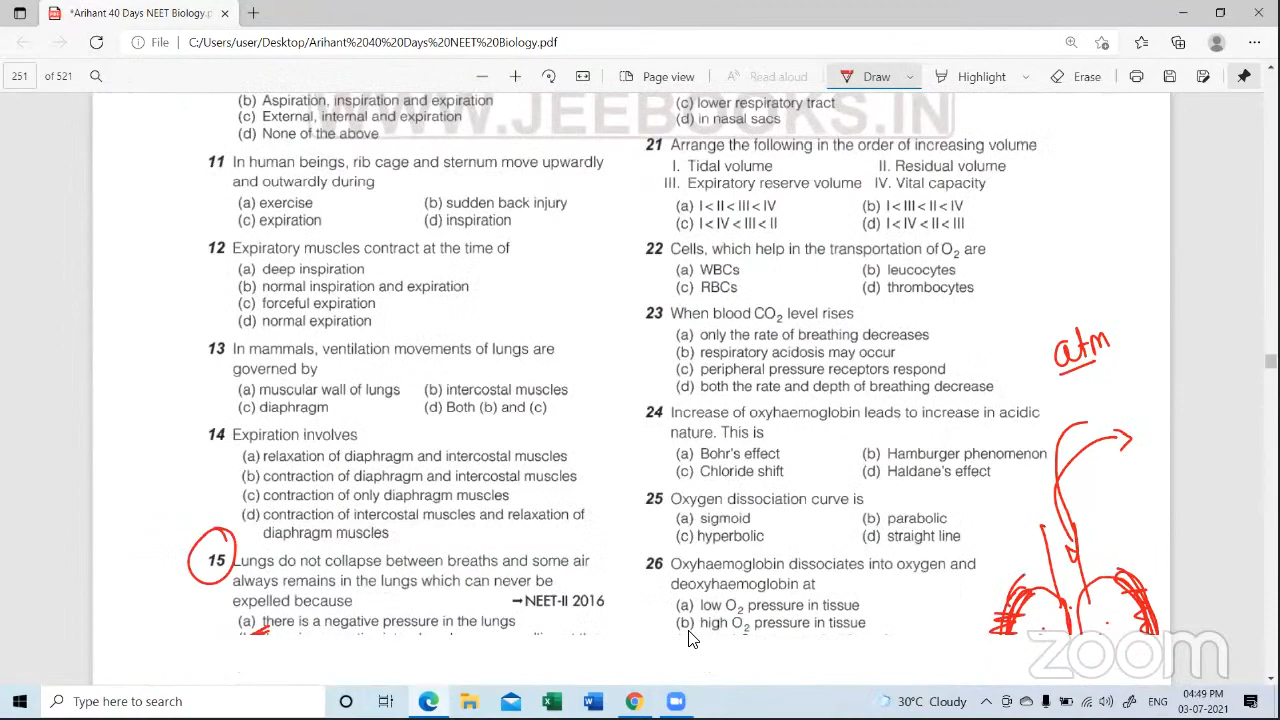 *Arihant 40 Days NEET Biology.p
File C:/Users/user/Desktop/Arihant%2040%20Days%20NEET%20Biology.pdf
251 of 521 Page view Read aloud Draw Highlight Erase
WWW.JEEBOOKS.IN
(b) Aspiration, inspiration and expiration
(c) External, internal and expiration
(d) None of the above
11 In human beings, rib cage and sternum move upwardly
and outwardly during
(a) exercise (b) sudden back injury
(c) expiration (d) inspiration
12 Expiratory muscles contract at the time of
(a) deep inspiration
(b) normal inspiration and expiration
(c) forceful expiration
(d) normal expiration
13 In mammals, ventilation movements of lungs are
governed by
(a) muscular wall of lungs (b) intercostal muscles
(c) diaphragm (d) Both (b) and (c)
14 Expiration involves
(a) relaxation of diaphragm and intercostal muscles
(b) contraction of diaphragm and intercostal muscles
(c) contraction of only diaphragm muscles
(d) contraction of intercostal muscles and relaxation of
diaphragm muscles
15 Lungs do not collapse between breaths and some air
always remains in the lungs which can never be
expelled because →NEET-II 2016
(a) there is a negative pressure in the lungs
(c) lower respiratory tract
(d) in nasal sacs
21 Arrange the following in the order of increasing volume
I. Tidal volume II. Residual volume
III. Expiratory reserve volume IV. Vital capacity
(a) I < II < III < IV (b) I < III < II < IV
(c) I < IV < III < II (d) I < IV < II < III
22 Cells, which help in the transportation of O2 are
(a) WBCs (b) leucocytes
(c) RBCs (d) thrombocytes
23 When blood CO2 level rises
(a) only the rate of breathing decreases
(b) respiratory acidosis may occur
(c) peripheral pressure receptors respond
(d) both the rate and depth of breathing decrease
24 Increase of oxyhaemoglobin leads to increase in acidic
nature. This is
(a) Bohr's effect (b) Hamburger phenomenon
(c) Chloride shift (d) Haldane's effect
25 Oxygen dissociation curve is
(a) sigmoid (b) parabolic
(c) hyperbolic (d) straight line
26 Oxyhaemoglobin dissociates into oxygen and
deoxyhaemoglobin at
(a) low O2 pressure in tissue
(b) high O2 pressure in tissue
atm
zoom
Type here to search
30°C Cloudy ENG 04:49 PM
03-07-2021